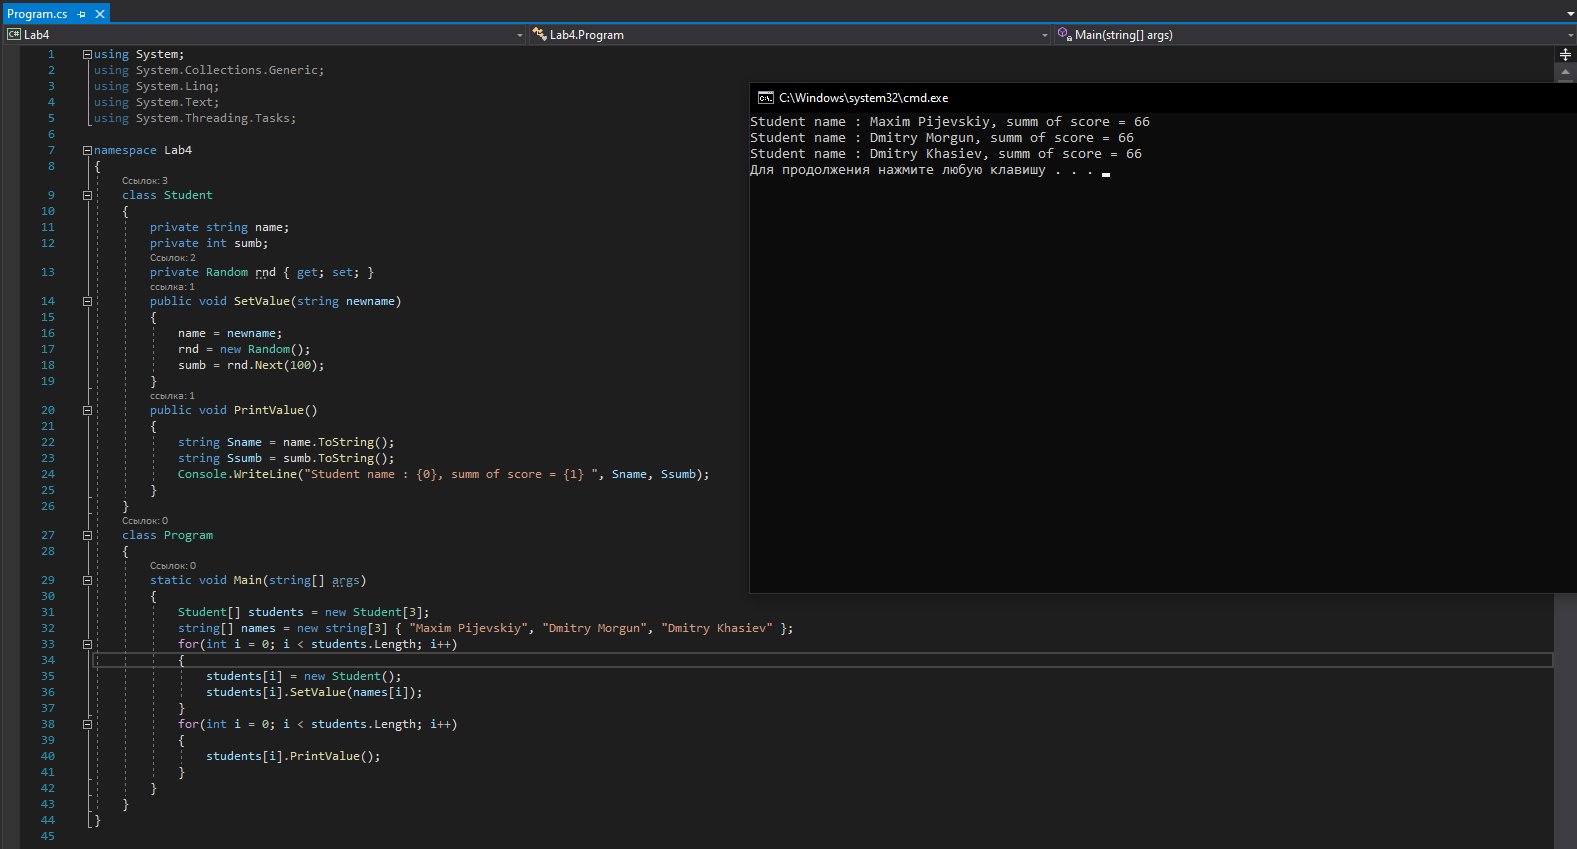 Program.cs
C# Lab4
Lab4.Program
Main(string[] args)
1 using System;
2 using System.Collections.Generic;
3 using System.Linq;
4 using System.Text;
5 using System.Threading.Tasks;
6
7 namespace Lab4
8 {
Ссылок: 3
9 class Student
10 {
11 private string name;
12 private int sumb;
Ссылок: 2
13 private Random rnd { get; set; }
ссылка: 1
14 public void SetValue(string newname)
15 {
16 name = newname;
17 rnd = new Random();
18 sumb = rnd.Next(100);
19 }
ссылка: 1
20 public void PrintValue()
21 {
22 string Sname = name.ToString();
23 string Ssumb = sumb.ToString();
24 Console.WriteLine("Student name : {0}, summ of score = {1} ", Sname, Ssumb);
25 }
26 }
Ссылок: 0
27 class Program
28 {
Ссылок: 0
29 static void Main(string[] args)
30 {
31 Student[] students = new Student[3];
32 string[] names = new string[3] { "Maxim Pijevskiy", "Dmitry Morgun", "Dmitry Khasiev" };
33 for(int i = 0; i < students.Length; i++)
34 {
35 students[i] = new Student();
36 students[i].SetValue(names[i]);
37 }
38 for(int i = 0; i < students.Length; i++)
39 {
40 students[i].PrintValue();
41 }
42 }
43 }
44 }
45
C:\Windows\system32\cmd.exe
Student name : Maxim Pijevskiy, summ of score = 66
Student name : Dmitry Morgun, summ of score = 66
Student name : Dmitry Khasiev, summ of score = 66
Для продолжения нажмите любую клавишу . . .